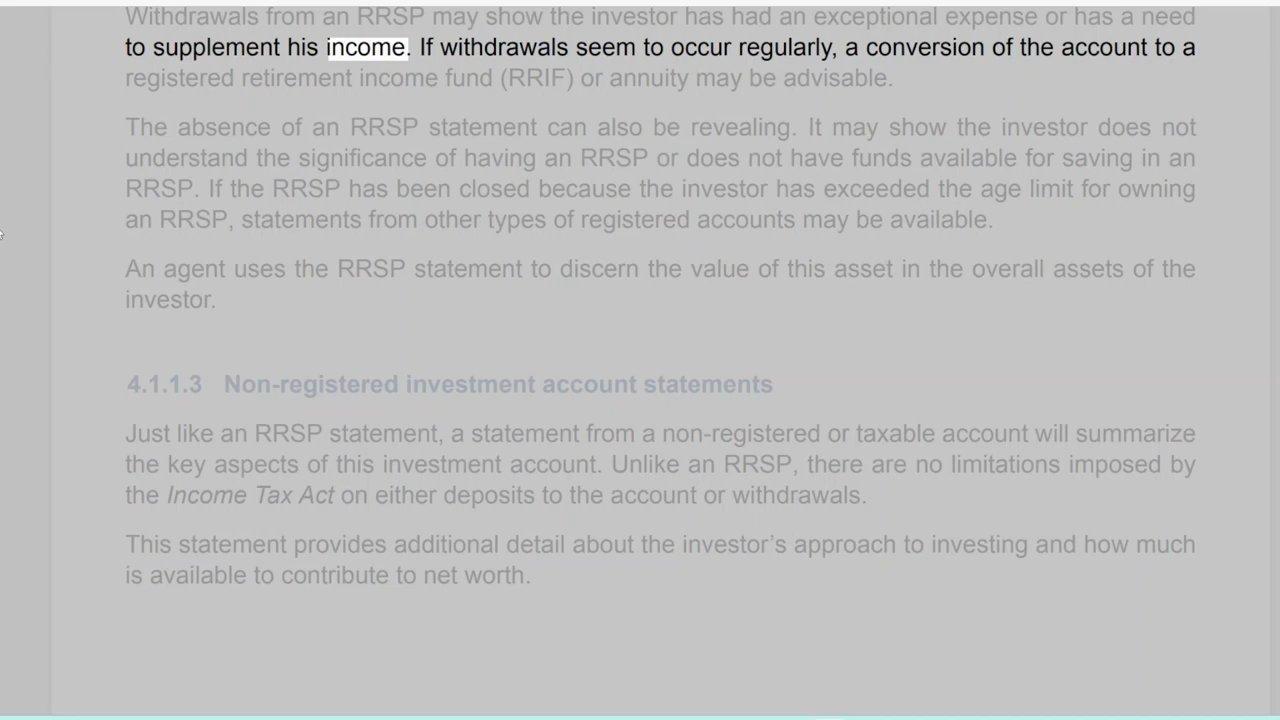 Withdrawals from an RRSP may show the investor has had an exceptional expense or has a need
to supplement his income. If withdrawals seem to occur regularly, a conversion of the account to a
registered retirement income fund (RRIF) or annuity may be advisable.
The absence of an RRSP statement can also be revealing. It may show the investor does not
understand the significance of having an RRSP or does not have funds available for saving in an
RRSP. If the RRSP has been closed because the investor has exceeded the age limit for owning
an RRSP, statements from other types of registered accounts may be available.
An agent uses the RRSP statement to discern the value of this asset in the overall assets of the
investor.
4.1.1.3 Non-registered investment account statements
Just like an RRSP statement, a statement from a non-registered or taxable account will summarize
the key aspects of this investment account. Unlike an RRSP, there are no limitations imposed by
the Income Tax Act on either deposits to the account or withdrawals.
This statement provides additional detail about the investor's approach to investing and how much
is available to contribute to net worth.